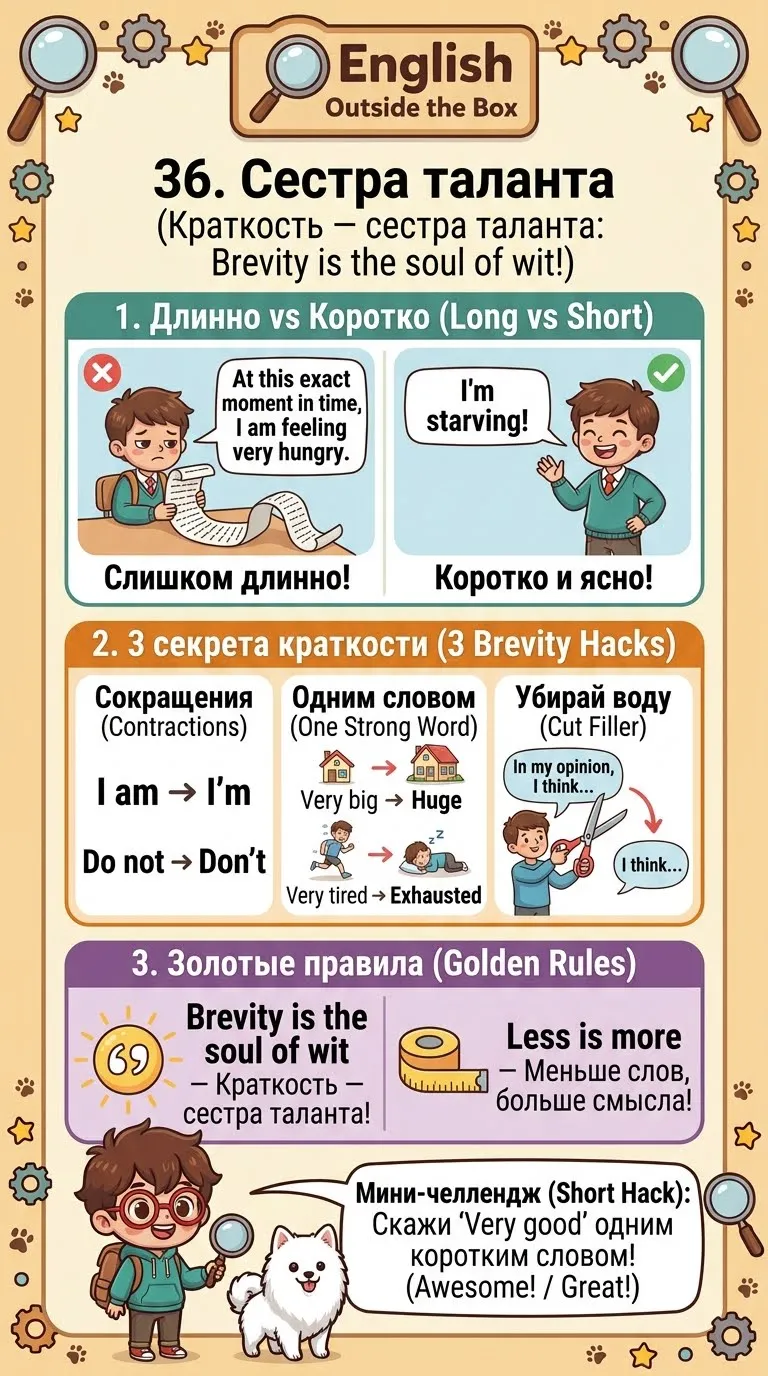 English
Outside the Box
36. Сестра таланта
(Краткость — сестра таланта:
Brevity is the soul of wit!)
1. Длинно vs Коротко (Long vs Short)
At this exact
moment in time,
I am feeling
very hungry.
Слишком длинно!
I'm
starving!
Коротко и ясно!
2. 3 секрета краткости (3 Brevity Hacks)
Сокращения
(Contractions)
I am → I'm
Do not → Don't
Одним словом
(One Strong Word)
Very big → Huge
z z
Very tired → Exhausted
Убирай воду
(Cut Filler)
In my opinion,
I think...
I think...
3. Золотые правила (Golden Rules)
Brevity is the
soul of wit
— Краткость —
сестра таланта!
Less is more
— Меньше слов,
больше смысла!
Мини-челлендж (Short Hack):
Скажи ‘Very good’ одним
коротким словом!
(Awesome! / Great!)